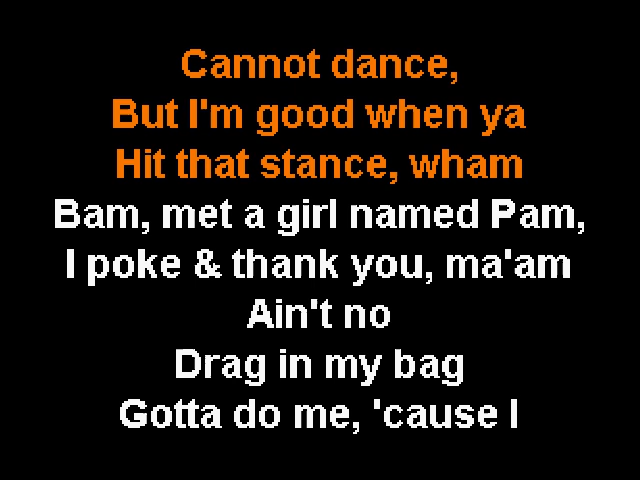 Cannot dance,
But I'm good when ya
Hit that stance, wham
Bam, met a girl named Pam,
I poke & thank you, ma'am
Ain't no
Drag in my bag
Gotta do me, 'cause I